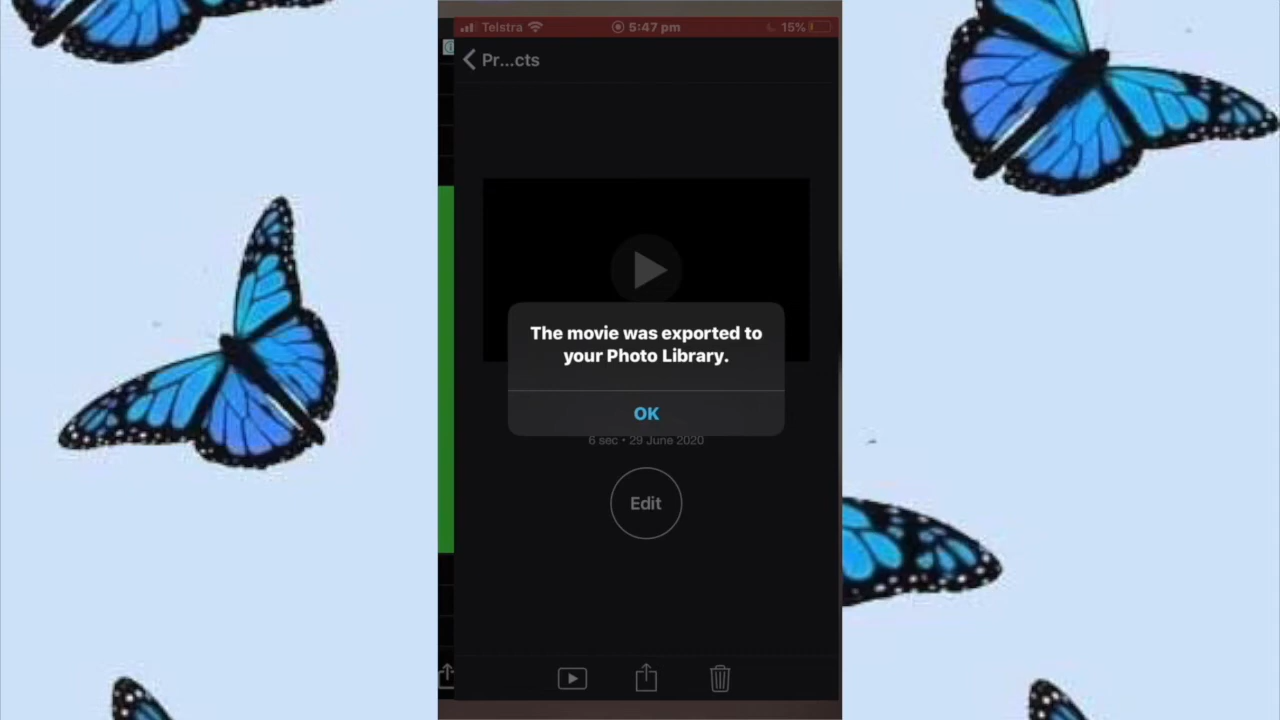 Telstra 5:47 pm 15%
Pr...cts
The movie was exported to
your Photo Library.
OK
6 sec • 29 June 2020
Edit